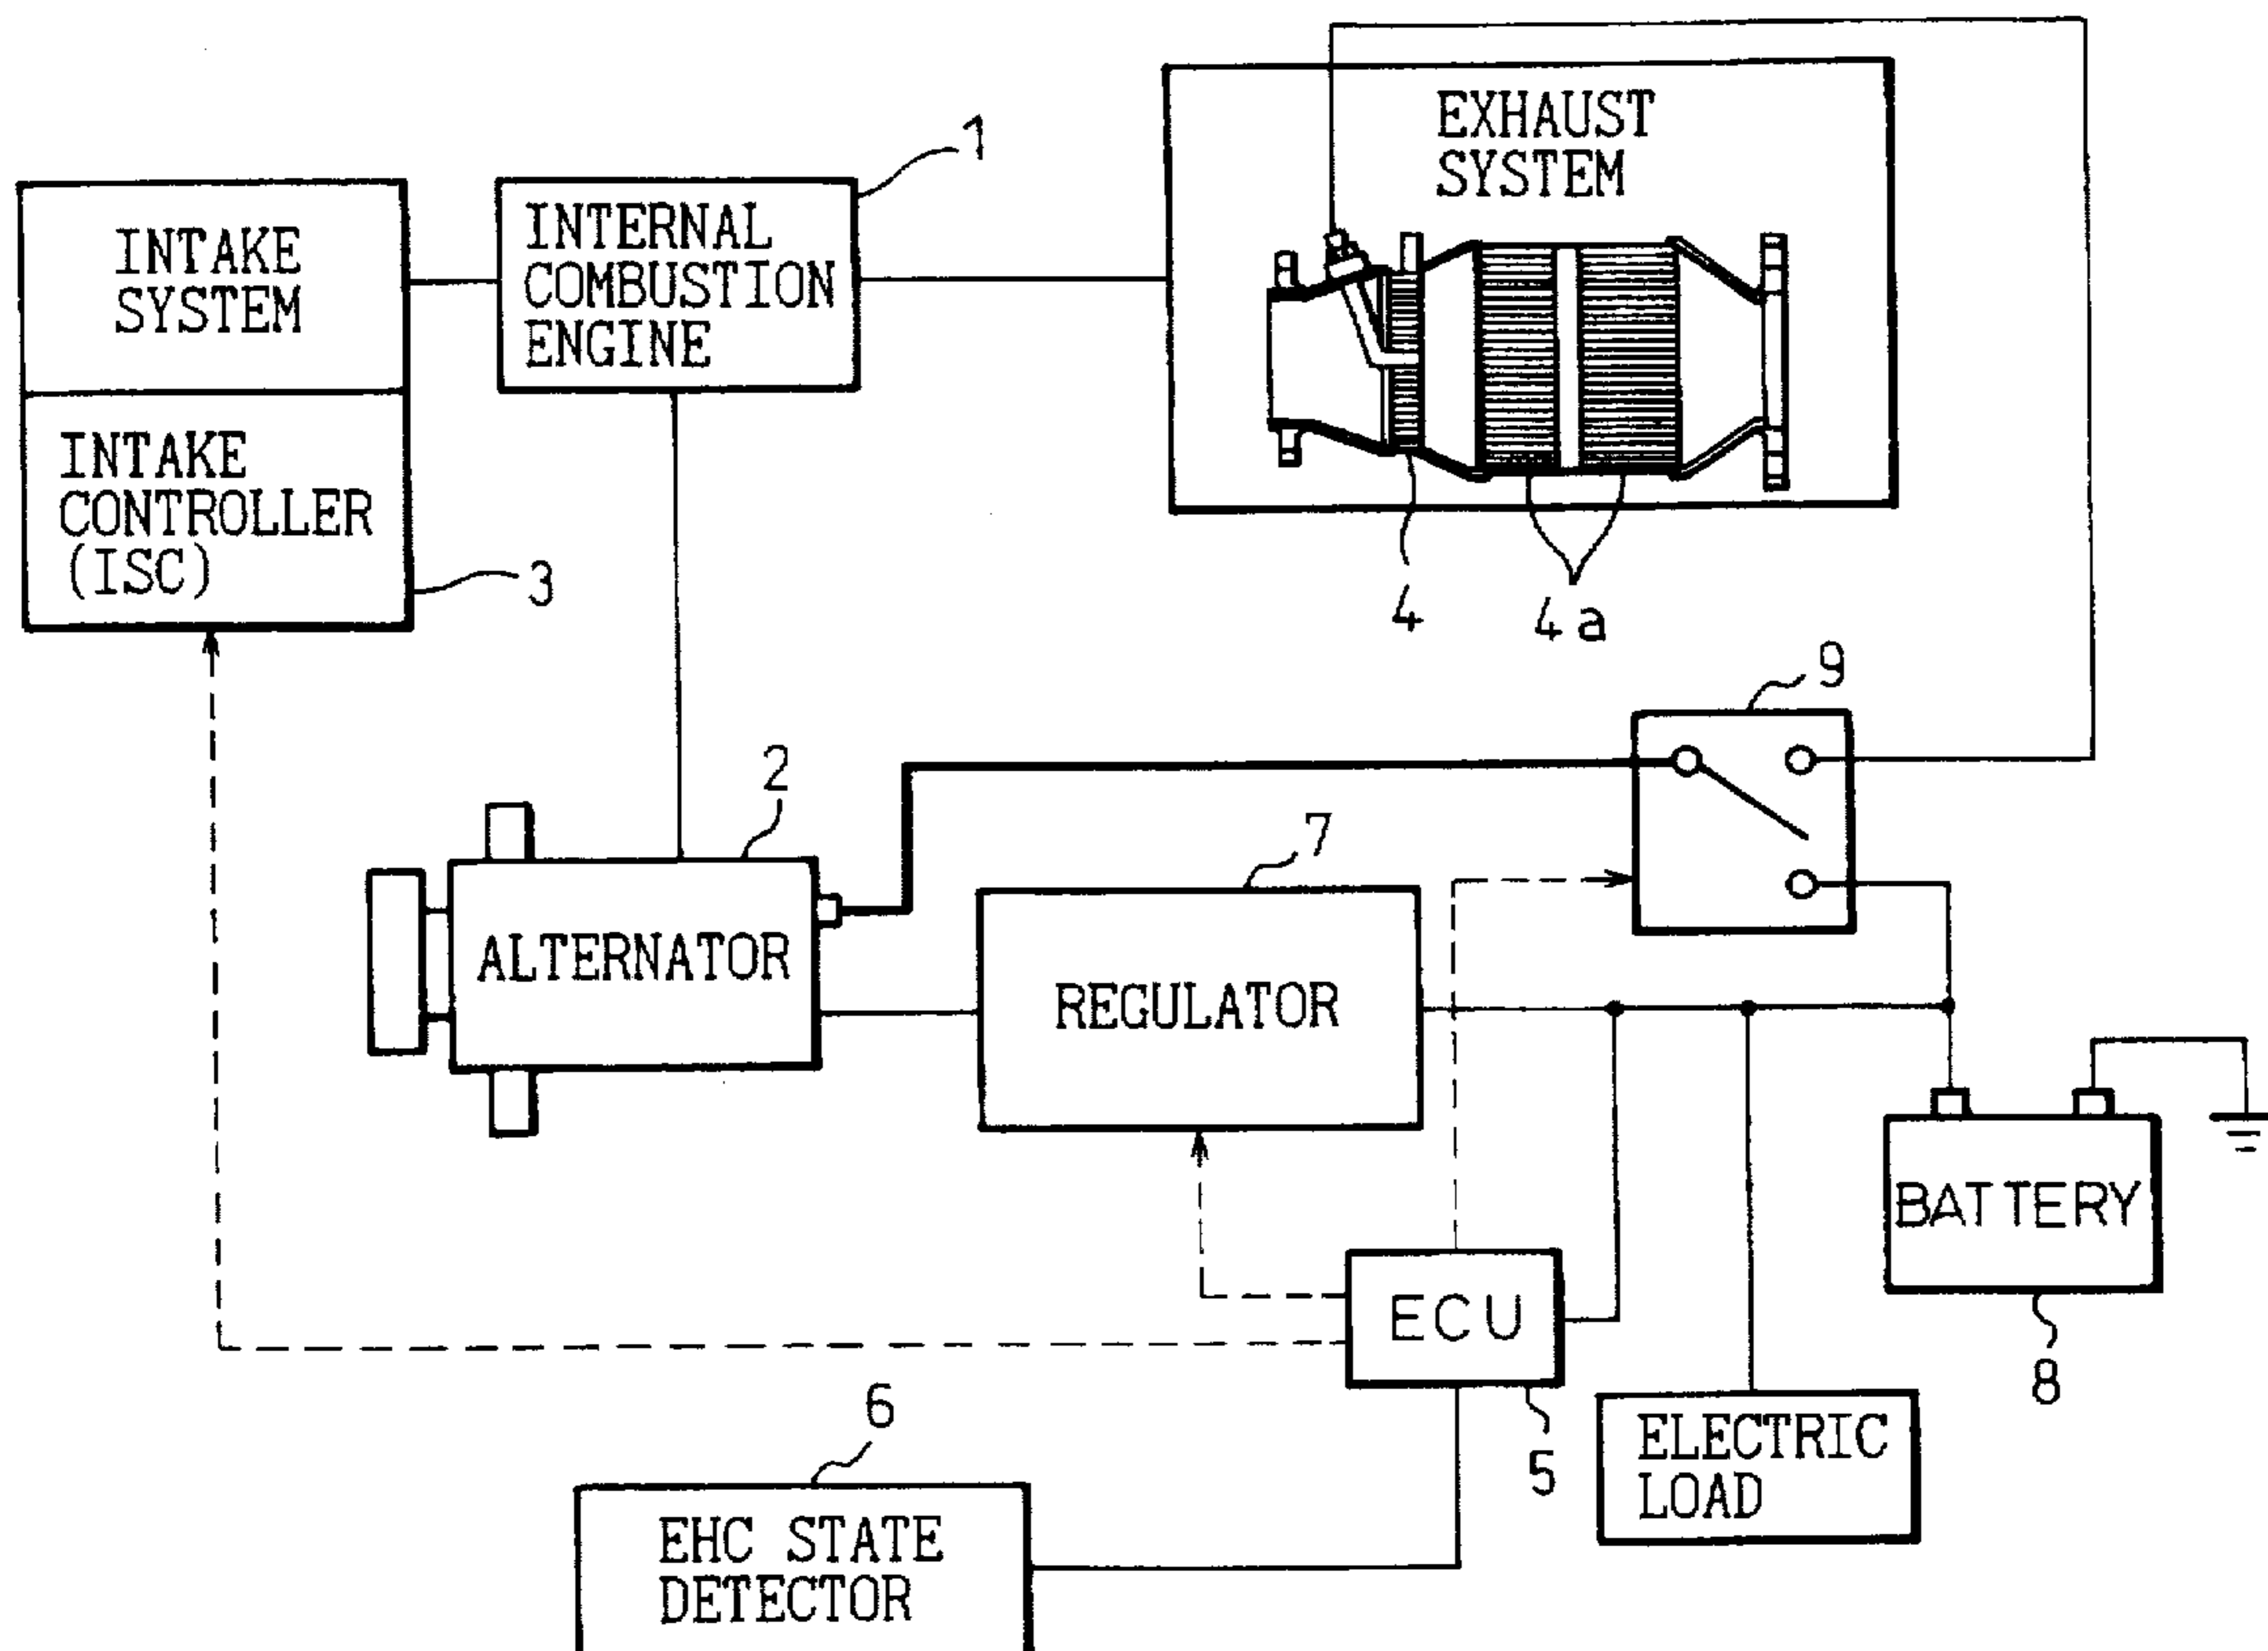 EXHAUST
SYSTEM
1
INTAKE
SYSTEM
INTERNAL
COMBUSTION
ENGINE
INTAKE
CONTROLLER
(ISC)
3
4
4a
9
2
7
ALTERNATOR
REGULATOR
BATTERY
ECU
8
6
5
ELECTRIC
LOAD
EHC STATE
DETECTOR